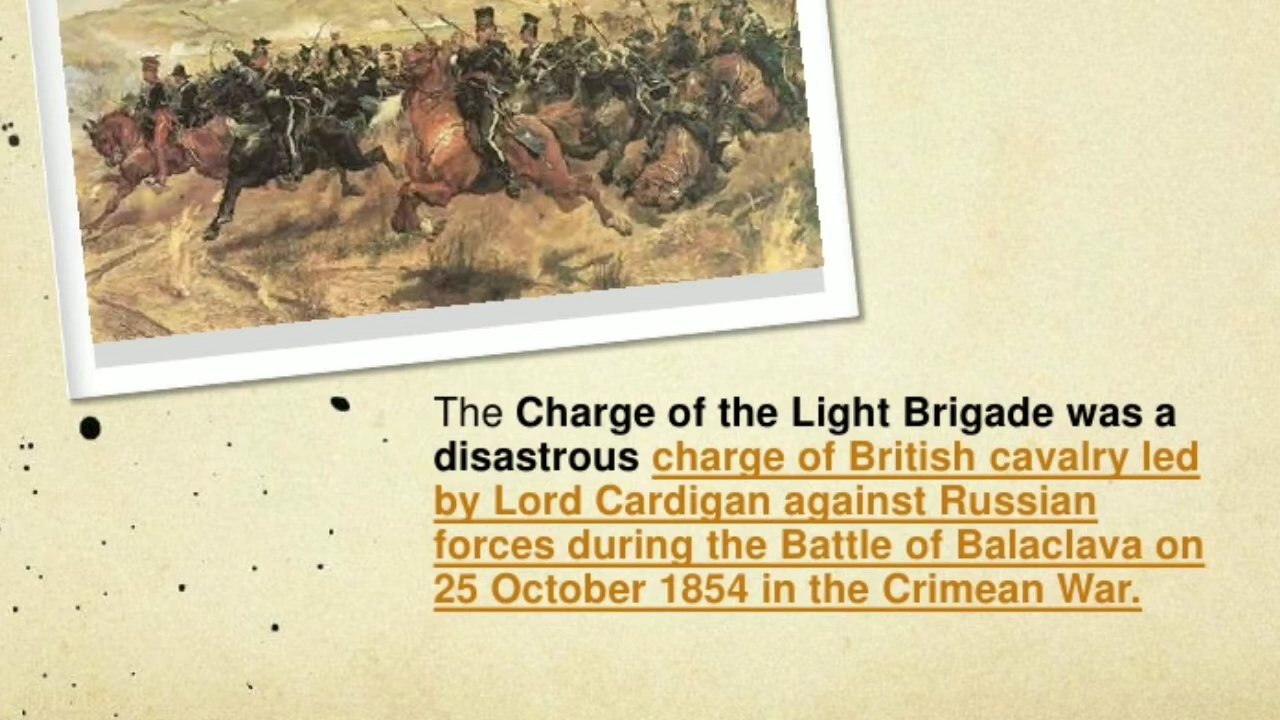 The Charge of the Light Brigade was a
disastrous charge of British cavalry led
by Lord Cardigan against Russian
forces during the Battle of Balaclava on
25 October 1854 in the Crimean War.